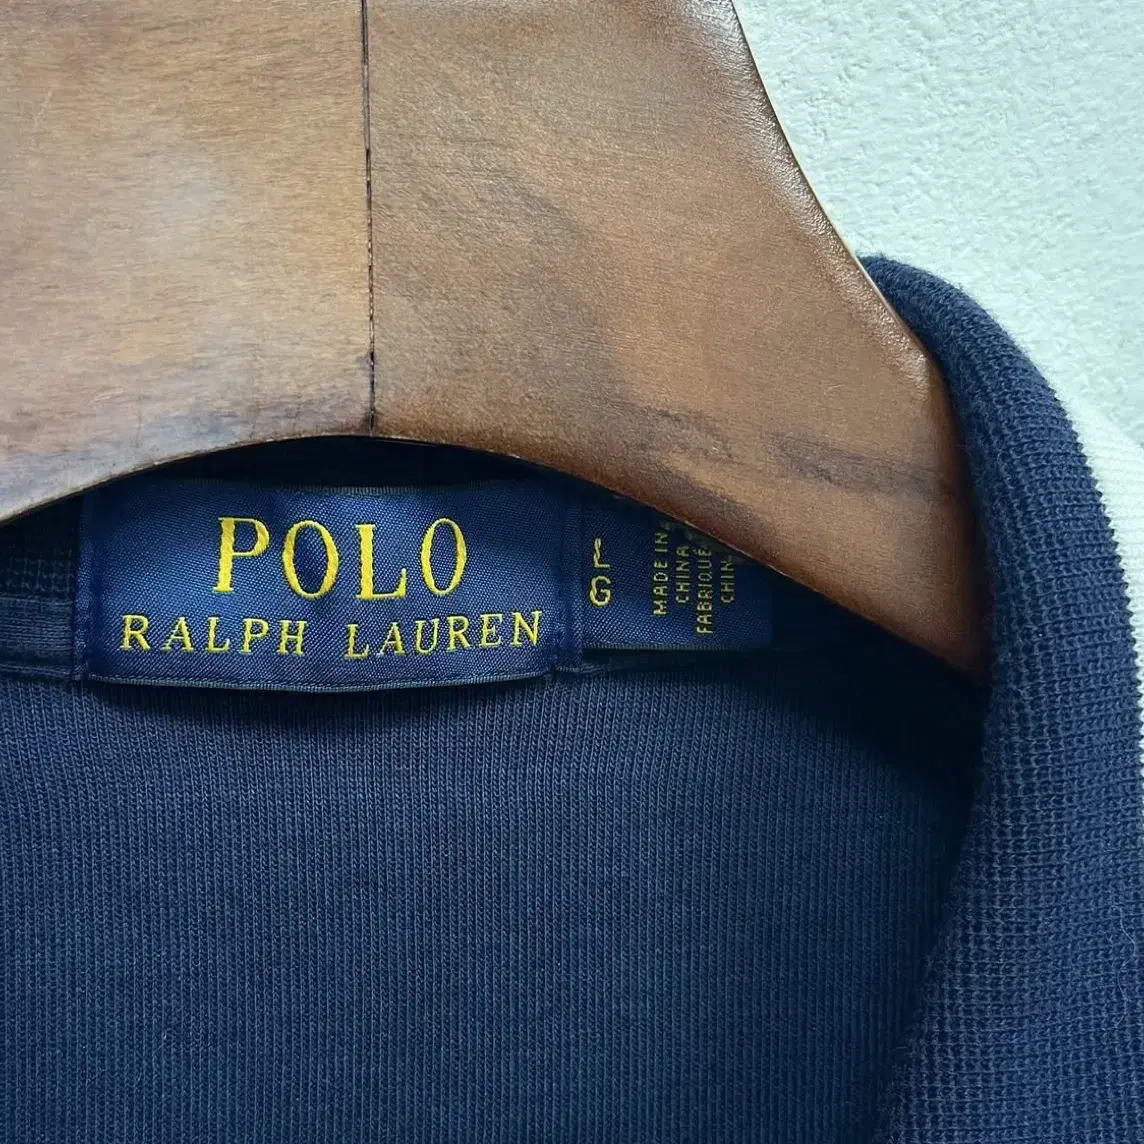 POLO
RALPH LAUREN
L
G
MADE IN
CHINA
FABRIQUÉ
CHIN